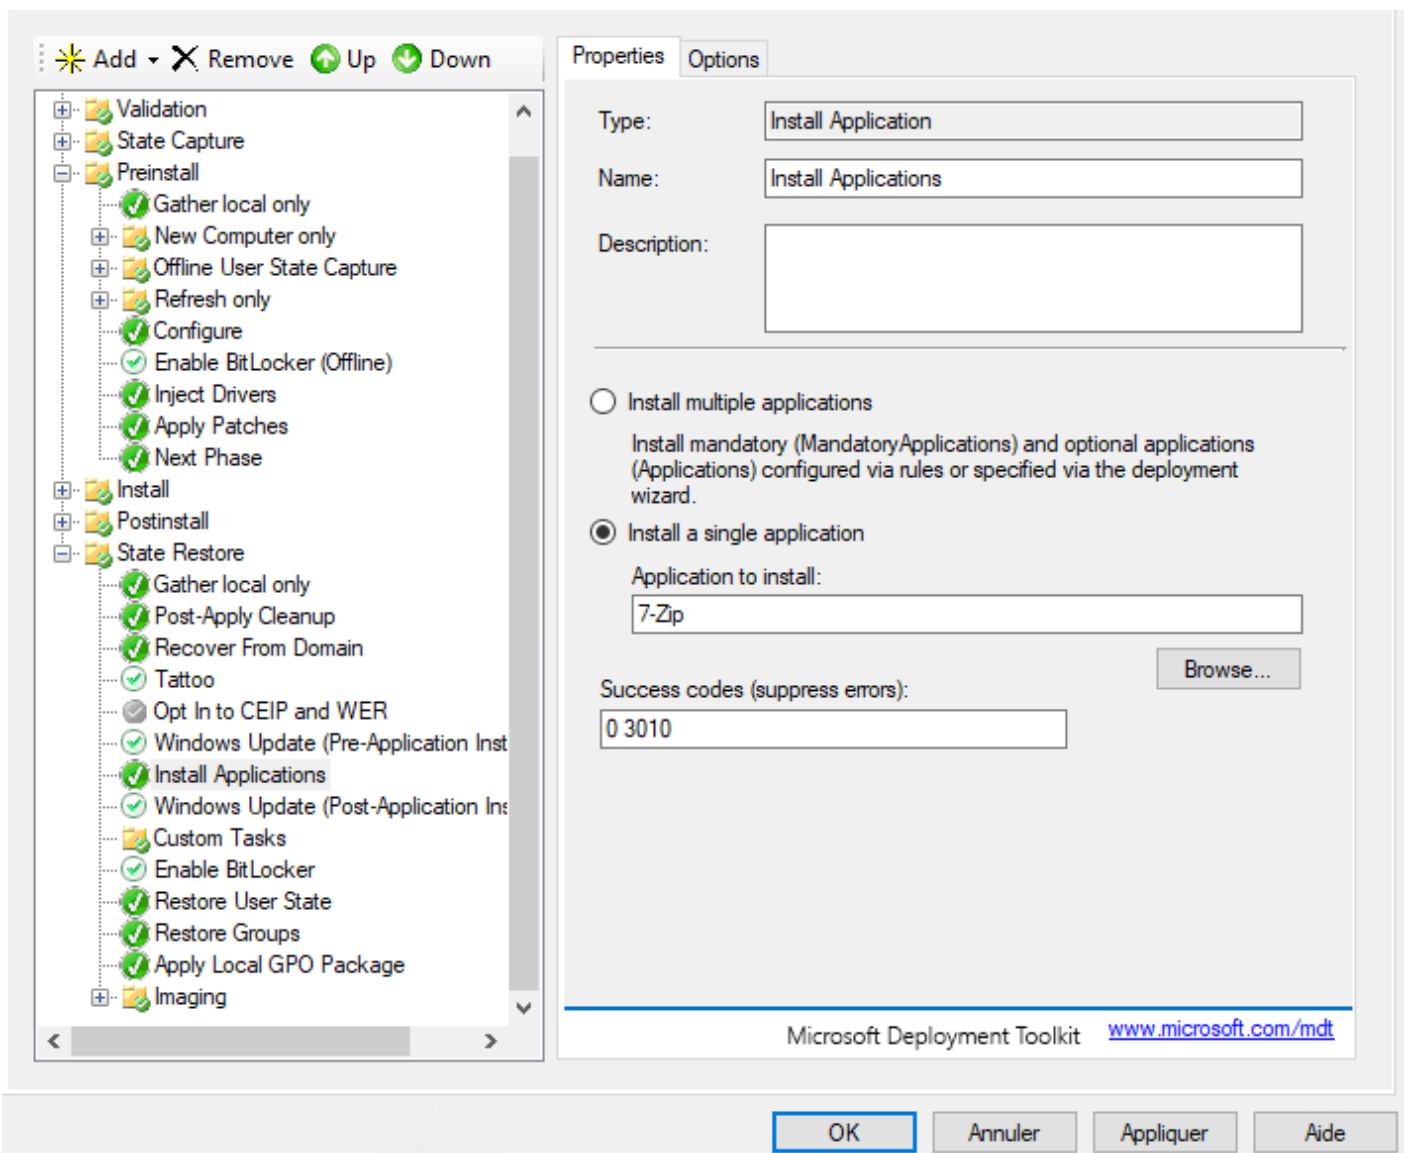 Add Remove Up Down
Validation
State Capture
Preinstall
Gather local only
New Computer only
Offline User State Capture
Refresh only
Configure
Enable BitLocker (Offline)
Inject Drivers
Apply Patches
Next Phase
Install
Postinstall
State Restore
Gather local only
Post-Apply Cleanup
Recover From Domain
Tattoo
Opt In to CEIP and WER
Windows Update (Pre-Application Inst
Install Applications
Windows Update (Post-Application Ins
Custom Tasks
Enable BitLocker
Restore User State
Restore Groups
Apply Local GPO Package
Imaging
Properties Options
Type: Install Application
Name: Install Applications
Description:
Install multiple applications
Install mandatory (MandatoryApplications) and optional applications
(Applications) configured via rules or specified via the deployment
wizard.
Install a single application
Application to install:
7-Zip
Browse...
Success codes (suppress errors):
0 3010
Microsoft Deployment Toolkit www.microsoft.com/mdt
OK Annuler Appliquer Aide